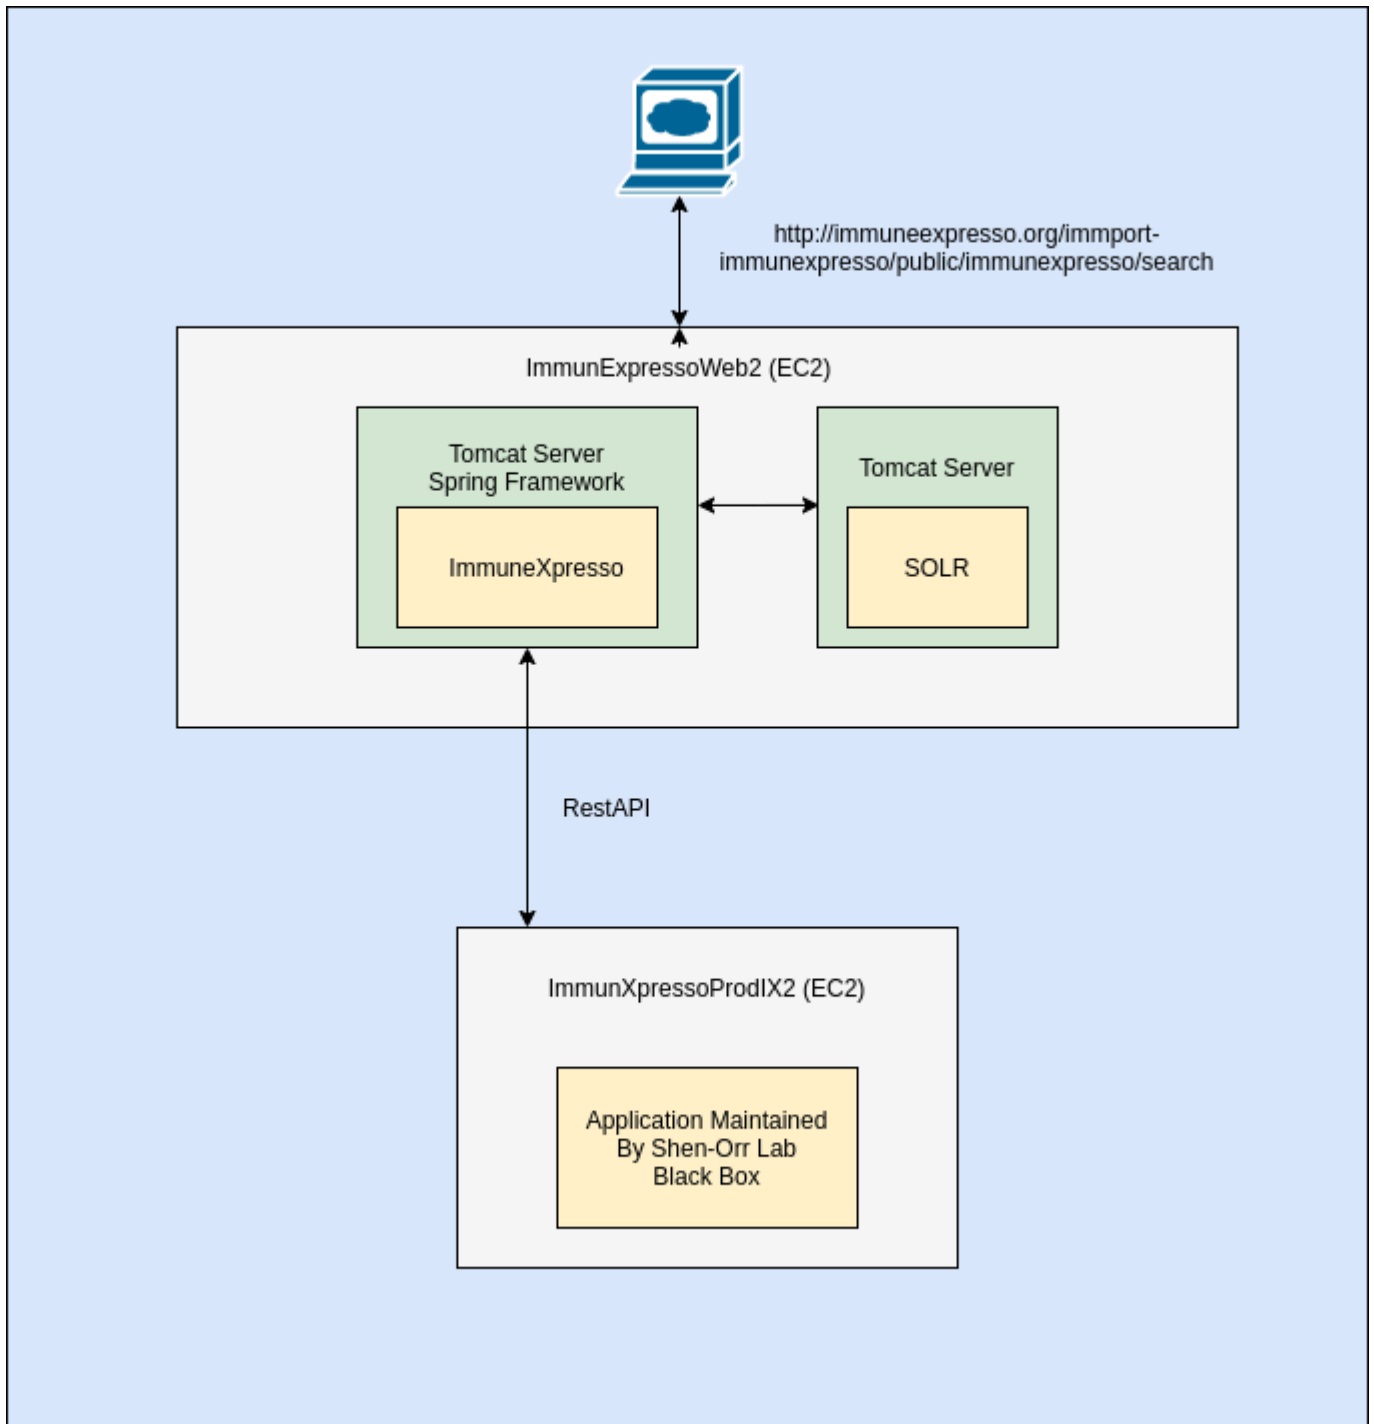 http://immuneexpresso.org/immport-
immunexpresso/public/immunexpresso/search
ImmunExpressoWeb2 (EC2)
Tomcat Server
Spring Framework
ImmuneXpresso
Tomcat Server
SOLR
RestAPI
ImmunXpressoProdIX2 (EC2)
Application Maintained
By Shen-Orr Lab
Black Box